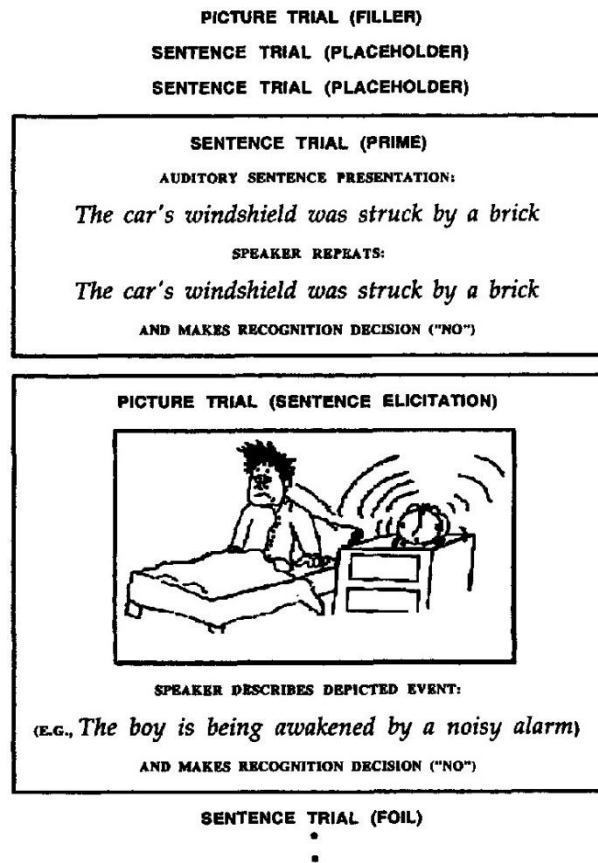 PICTURE TRIAL (FILLER)
SENTENCE TRIAL (PLACEHOLDER)
SENTENCE TRIAL (PLACEHOLDER)
SENTENCE TRIAL (PRIME)
AUDITORY SENTENCE PRESENTATION:
The car's windshield was struck by a brick
SPEAKER REPEATS:
The car's windshield was struck by a brick
AND MAKES RECOGNITION DECISION ("NO")
PICTURE TRIAL (SENTENCE ELICITATION)
SPEAKER DESCRIBES DEPICTED EVENT:
(E.G., The boy is being awakened by a noisy alarm)
AND MAKES RECOGNITION DECISION ("NO")
SENTENCE TRIAL (FOIL)